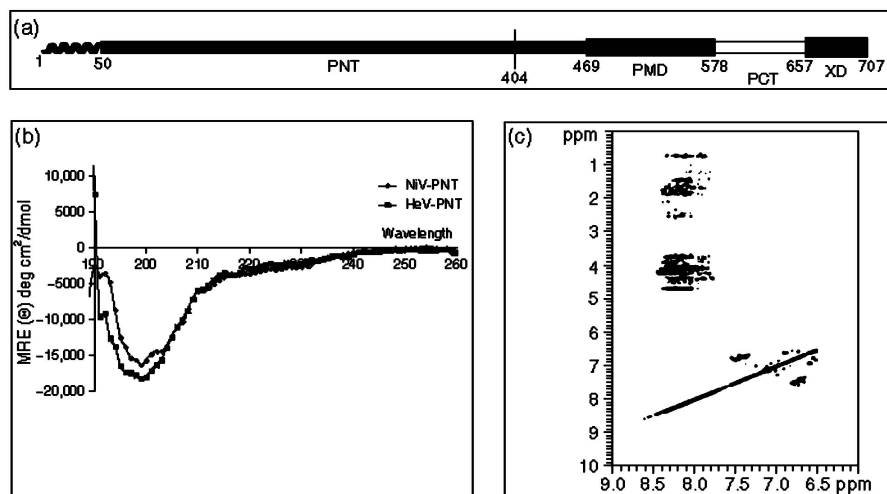 (a)
1 50 PNT 404 469 PMD 578 PCT 657 XD 707
(b)
10,000
5000
0
-5000
-10,000
-15,000
-20,000
MRE (Θ) deg cm²/dmol
NiV-PNT
HeV-PNT
Wavelength
190 200 210 220 230 240 250 260
(c)
ppm
1
2
3
4
5
6
7
8
9
10
9.0 8.5 8.0 7.5 7.0 6.5 ppm